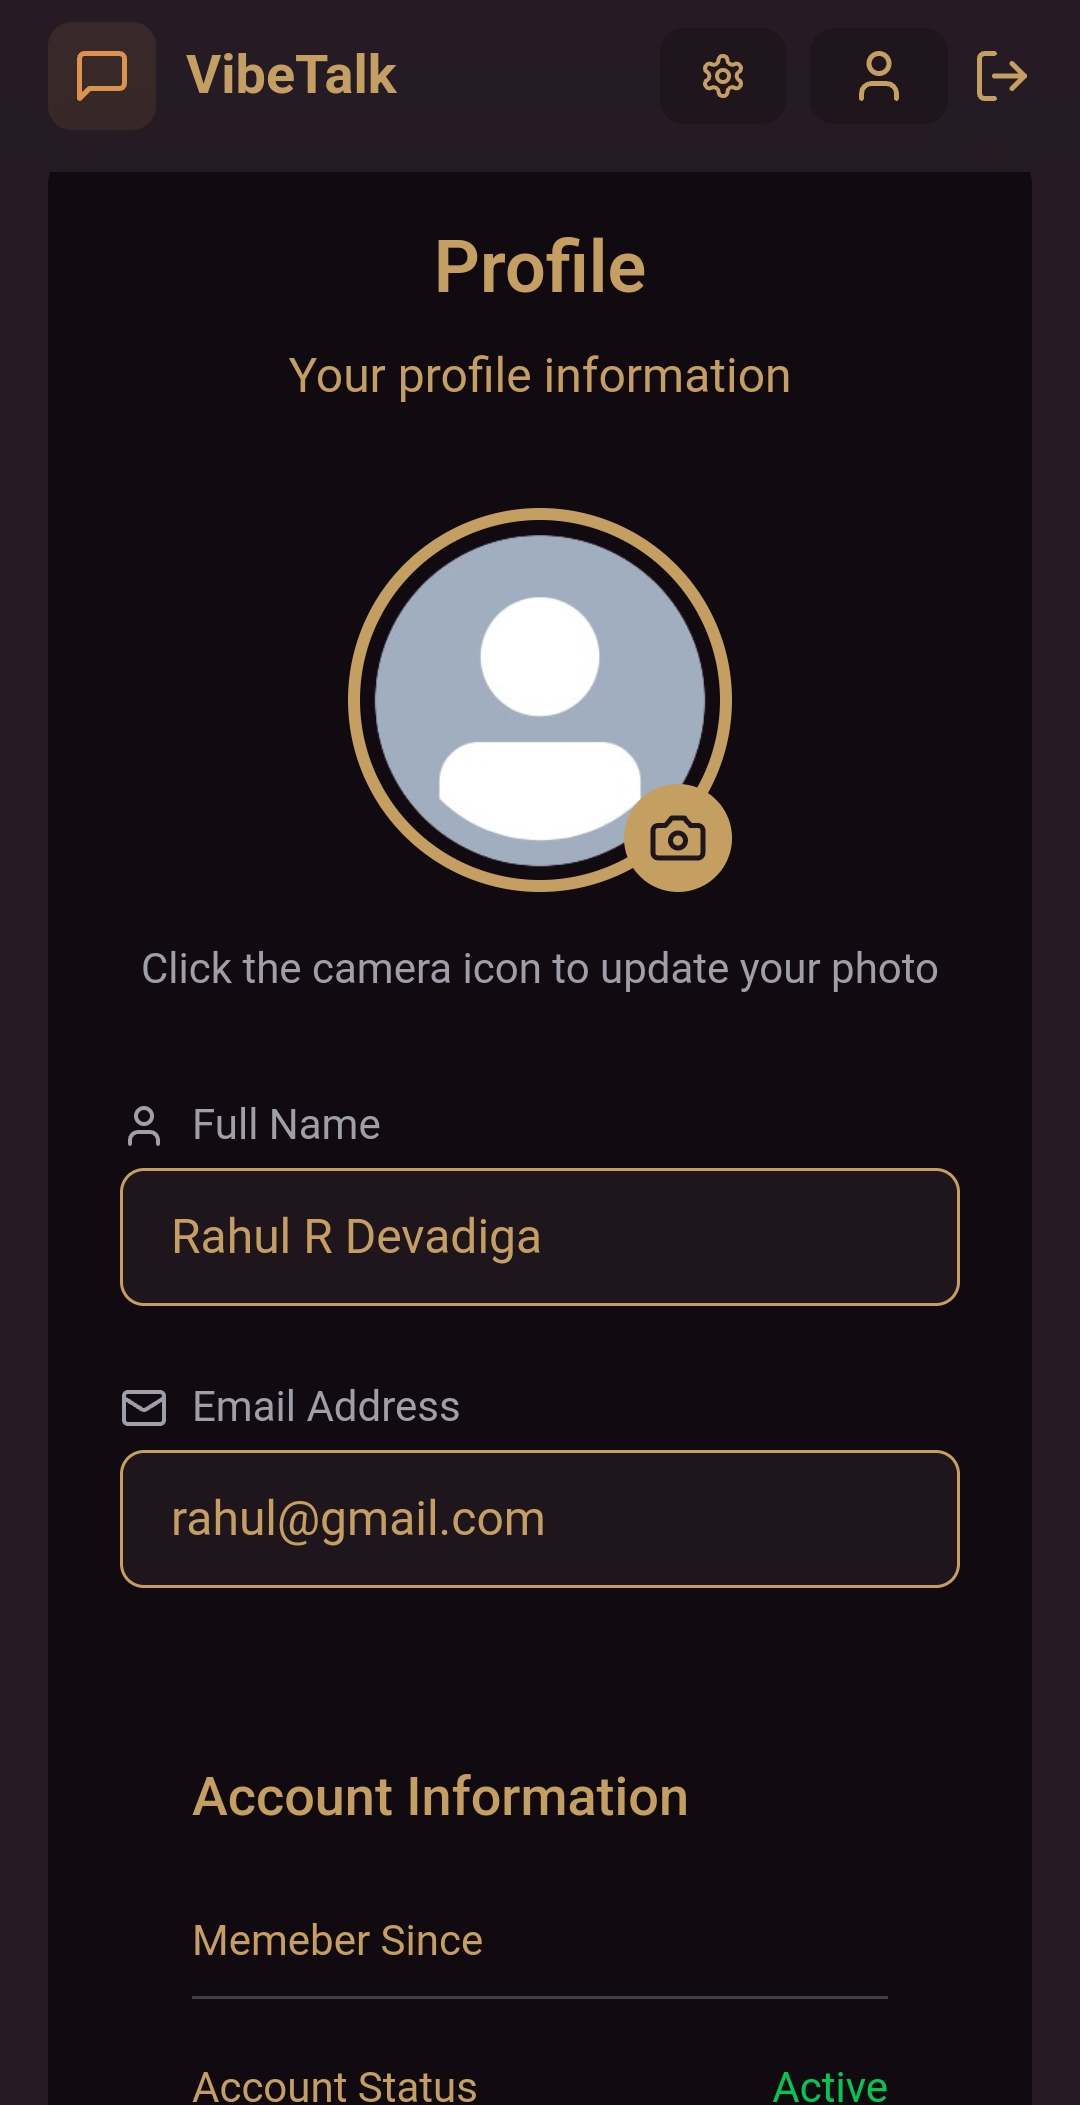 VibeTalk
Profile
Your profile information
Click the camera icon to update your photo
Full Name
Rahul R Devadiga
Email Address
rahul@gmail.com
Account Information
Memeber Since
Account Status Active